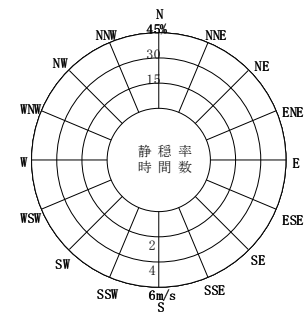 N
NNW 45% NNE
NW 30 NE
15
WNW ENE
静穏率
W E
時間数
WSW ESE
2
SW 4 SE
SSW 6m/s SSE
S